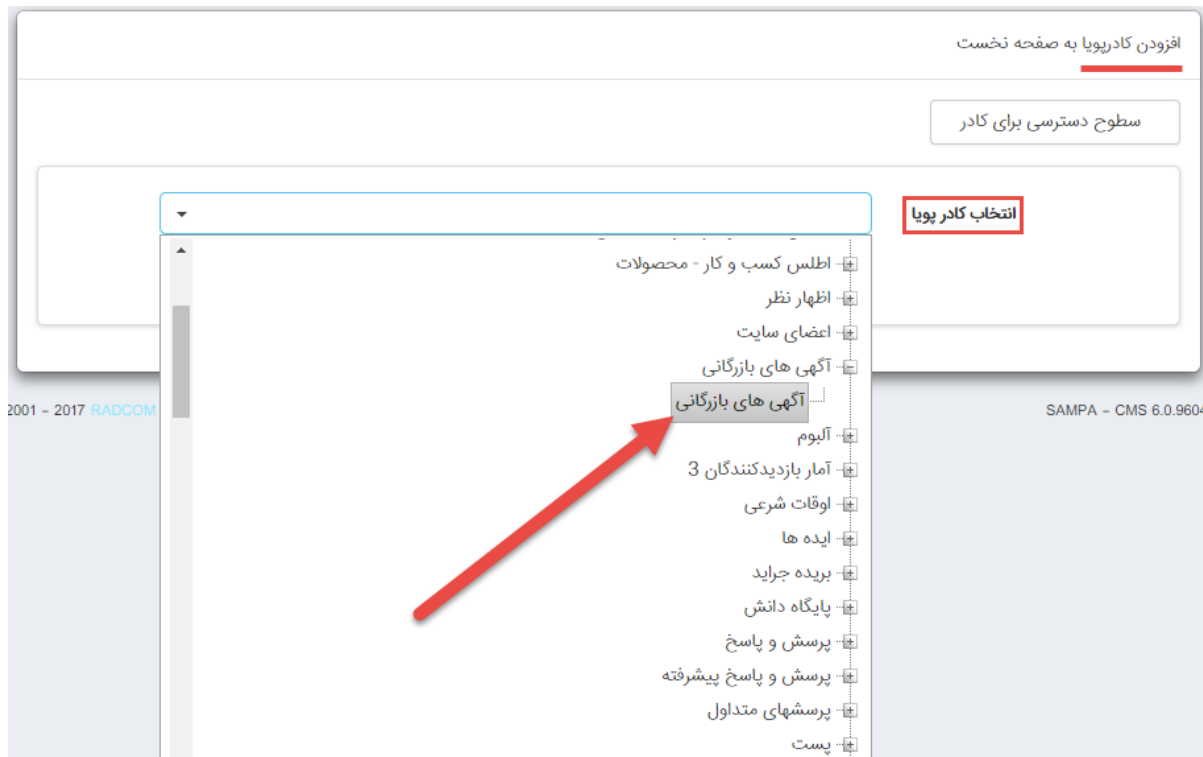 افزودن کادرپویا به صفحه نخست
سطوح دسترسی برای کادر
انتخاب کادر پویا
اطلس کسب و کار - محصولات
اظهار نظر
اعضای سایت
آگهی های بازرگانی
آگهی های بازرگانی
آلبوم
آمار بازدیدکنندگان 3
اوقات شرعی
ایده ها
بریده جراید
پایگاه دانش
پرسش و پاسخ
پرسش و پاسخ پیشرفته
پرسشهای متداول
پست
2001 - 2017 RADCOM
SAMPA - CMS 6.0.9604